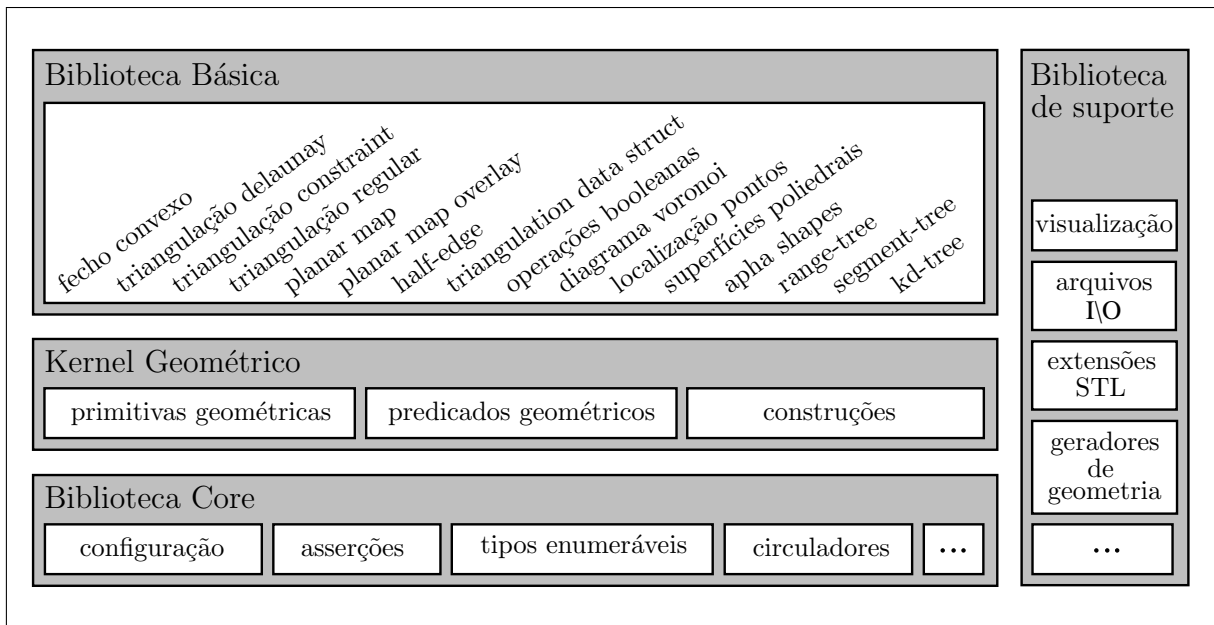 Biblioteca Básica
fecho convexo
triangulação delaunay
triangulação constraint
triangulação regular
planar map
planar map overlay
half-edge
triangulation data struct
operações booleanas
diagrama voronoi
localização pontos
superfícies poliedrais
apha shapes
range-tree
segment-tree
kd-tree
Kernel Geométrico
primitivas geométricas
predicados geométricos
construções
Biblioteca Core
configuração
asserções
tipos enumeráveis
circuladores
...
Biblioteca
de suporte
visualização
arquivos
I\O
extensões
STL
geradores
de
geometria
...